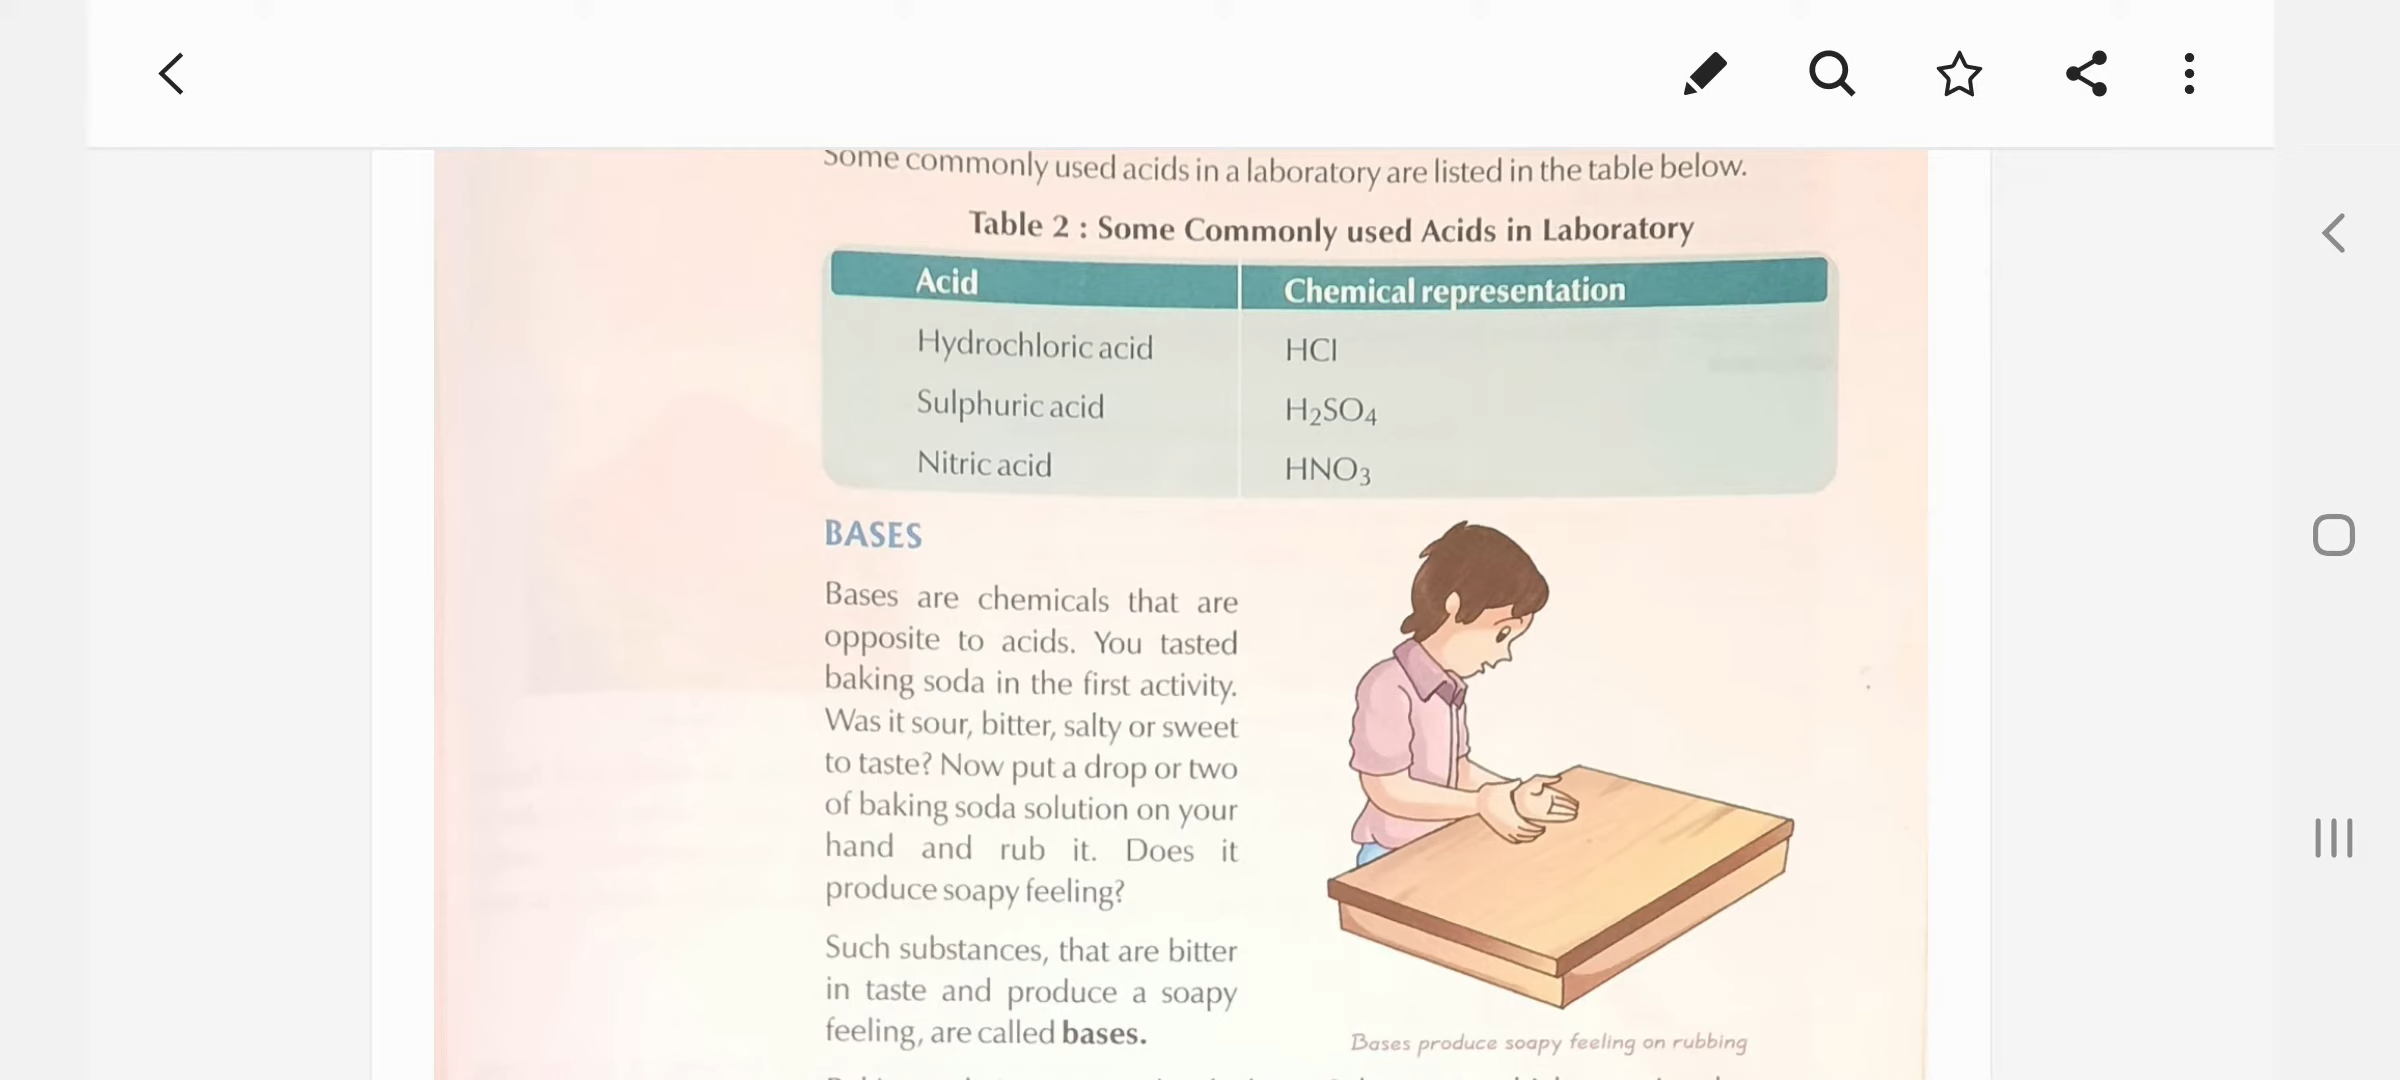 Some commonly used acids in a laboratory are listed in the table below.
Table 2 : Some Commonly used Acids in Laboratory
Acid Chemical representation
Hydrochloric acid HCl
Sulphuric acid H₂SO₄
Nitric acid HNO₃
BASES
Bases are chemicals that are
opposite to acids. You tasted
baking soda in the first activity.
Was it sour, bitter, salty or sweet
to taste? Now put a drop or two
of baking soda solution on your
hand and rub it. Does it
produce soapy feeling?
Such substances, that are bitter
in taste and produce a soapy
feeling, are called bases.
Bases produce soapy feeling on rubbing